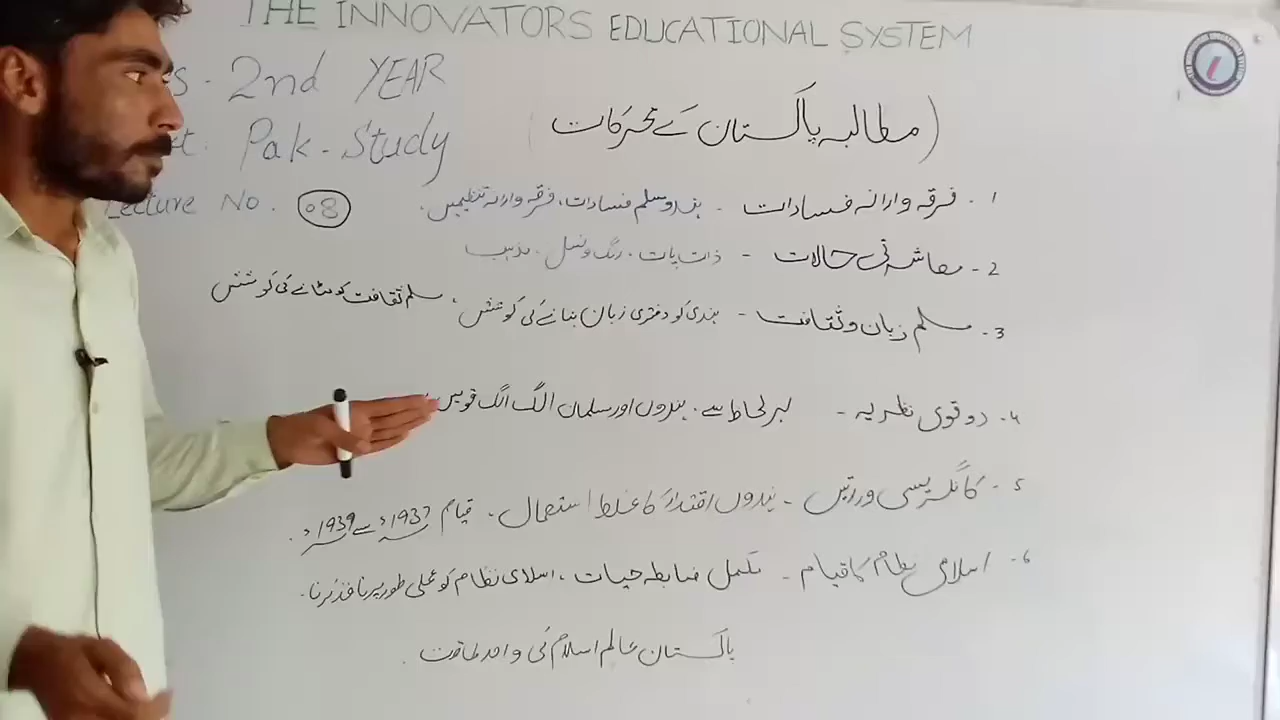 THE INNOVATORS EDUCATIONAL SYSTEM
2nd YEAR
Pak-Study
Lecture No. 08
(مطالبہ پاکستان کے محرکات)
1. فرقہ وارانہ فسادات - ہندو مسلم فسادات، فرقہ وارانہ تنظیمیں.
2- معاشرتی حالات - ذات پات، رنگ و نسل، مذہب
3- مسلم زبان و ثقافت - ہندی کو دفتری زبان بنانے کی کوشش، مسلم ثقافت کو مٹانے کی کوشش
4. دو قومی نظریہ - ہر لحاظ سے، ہندوں اور مسلمان الگ الگ قومیں
5. کانگریسی وزارتیں - ہندوں اقتدار کا غلط استعمال، قیام 1937ء سے 1939ء.
6. اسلامی نظام کا قیام - مکمل ضابطہ حیات، اسلامی نظام کو عملی طور پر نافذ کرنا.
پاکستان عالم اسلام کی واحد طاقت.